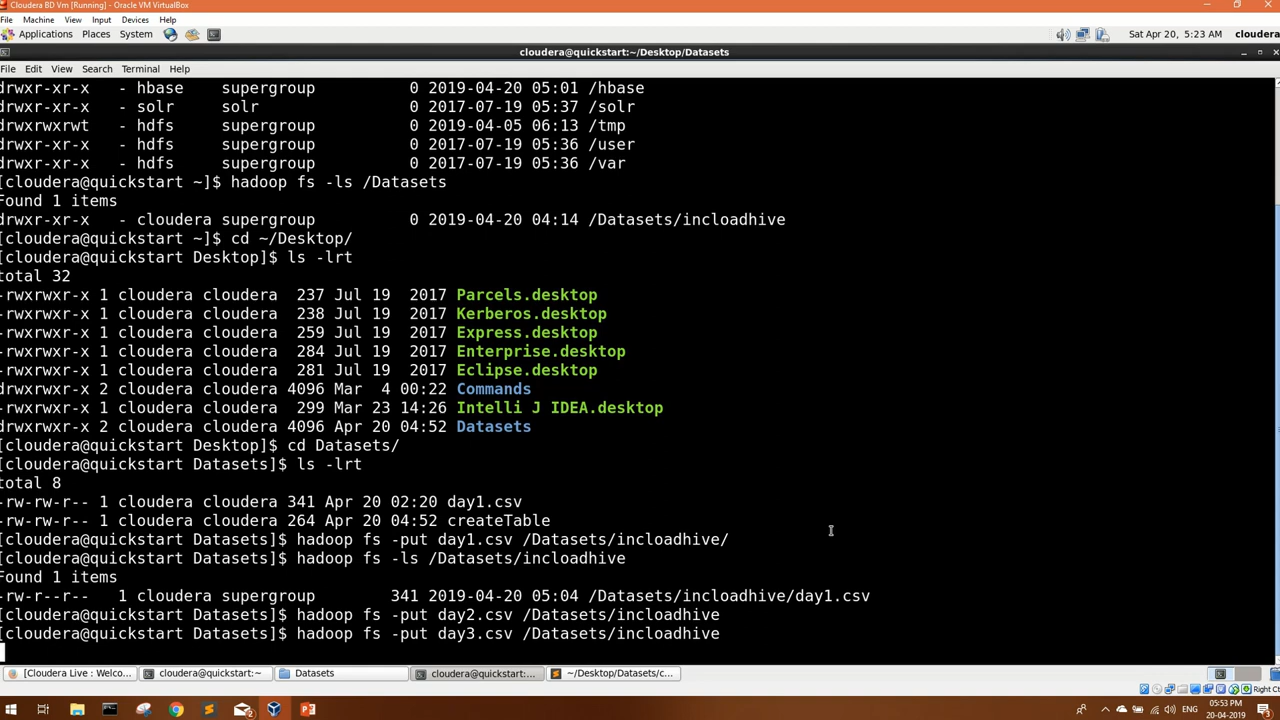 Cloudera BD Vm [Running] - Oracle VM VirtualBox
File Machine View Input Devices Help
Applications Places System Sat Apr 20, 5:23 AM cloudera
cloudera@quickstart:~/Desktop/Datasets
File Edit View Search Terminal Help
drwxr-xr-x - hbase supergroup 0 2019-04-20 05:01 /hbase
drwxr-xr-x - solr solr 0 2017-07-19 05:37 /solr
drwxrwxrwt - hdfs supergroup 0 2019-04-05 06:13 /tmp
drwxr-xr-x - hdfs supergroup 0 2017-07-19 05:36 /user
drwxr-xr-x - hdfs supergroup 0 2017-07-19 05:36 /var
[cloudera@quickstart ~]$ hadoop fs -ls /Datasets
Found 1 items
drwxr-xr-x - cloudera supergroup 0 2019-04-20 04:14 /Datasets/incloadhive
[cloudera@quickstart ~]$ cd ~/Desktop/
[cloudera@quickstart Desktop]$ ls -lrt
total 32
-rwxrwxr-x 1 cloudera cloudera 237 Jul 19 2017 Parcels.desktop
-rwxrwxr-x 1 cloudera cloudera 238 Jul 19 2017 Kerberos.desktop
-rwxrwxr-x 1 cloudera cloudera 259 Jul 19 2017 Express.desktop
-rwxrwxr-x 1 cloudera cloudera 284 Jul 19 2017 Enterprise.desktop
-rwxrwxr-x 1 cloudera cloudera 281 Jul 19 2017 Eclipse.desktop
drwxrwxr-x 2 cloudera cloudera 4096 Mar 4 00:22 Commands
-rwxrwxr-x 1 cloudera cloudera 299 Mar 23 14:26 Intelli J IDEA.desktop
drwxrwxr-x 2 cloudera cloudera 4096 Apr 20 04:52 Datasets
[cloudera@quickstart Desktop]$ cd Datasets/
[cloudera@quickstart Datasets]$ ls -lrt
total 8
-rw-rw-r-- 1 cloudera cloudera 341 Apr 20 02:20 day1.csv
-rw-rw-r-- 1 cloudera cloudera 264 Apr 20 04:52 createTable
[cloudera@quickstart Datasets]$ hadoop fs -put day1.csv /Datasets/incloadhive/
[cloudera@quickstart Datasets]$ hadoop fs -ls /Datasets/incloadhive
Found 1 items
-rw-r--r-- 1 cloudera supergroup 341 2019-04-20 05:04 /Datasets/incloadhive/day1.csv
[cloudera@quickstart Datasets]$ hadoop fs -put day2.csv /Datasets/incloadhive
[cloudera@quickstart Datasets]$ hadoop fs -put day3.csv /Datasets/incloadhive
[Cloudera Live : Welco... cloudera@quickstart:~ Datasets cloudera@quickstart:... ~/Desktop/Datasets/c...
Right Ct
ENG 05:53 PM
20-04-2019